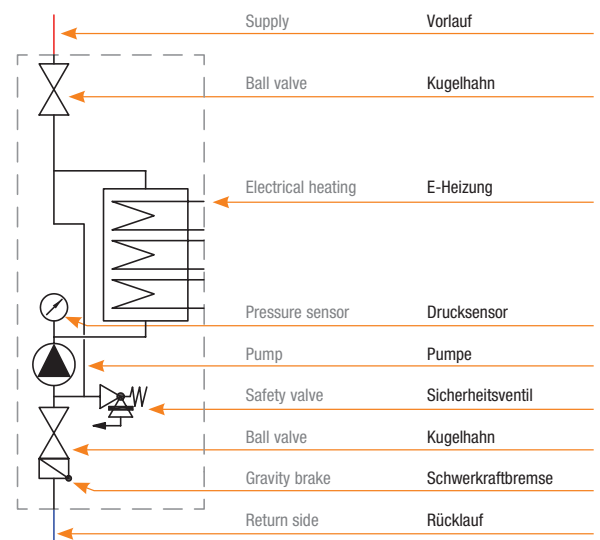 Supply Vorlauf
Ball valve Kugelhahn
Electrical heating E-Heizung
Pressure sensor Drucksensor
Pump Pumpe
Safety valve Sicherheitsventil
Ball valve Kugelhahn
Gravity brake Schwerkraftbremse
Return side Rücklauf